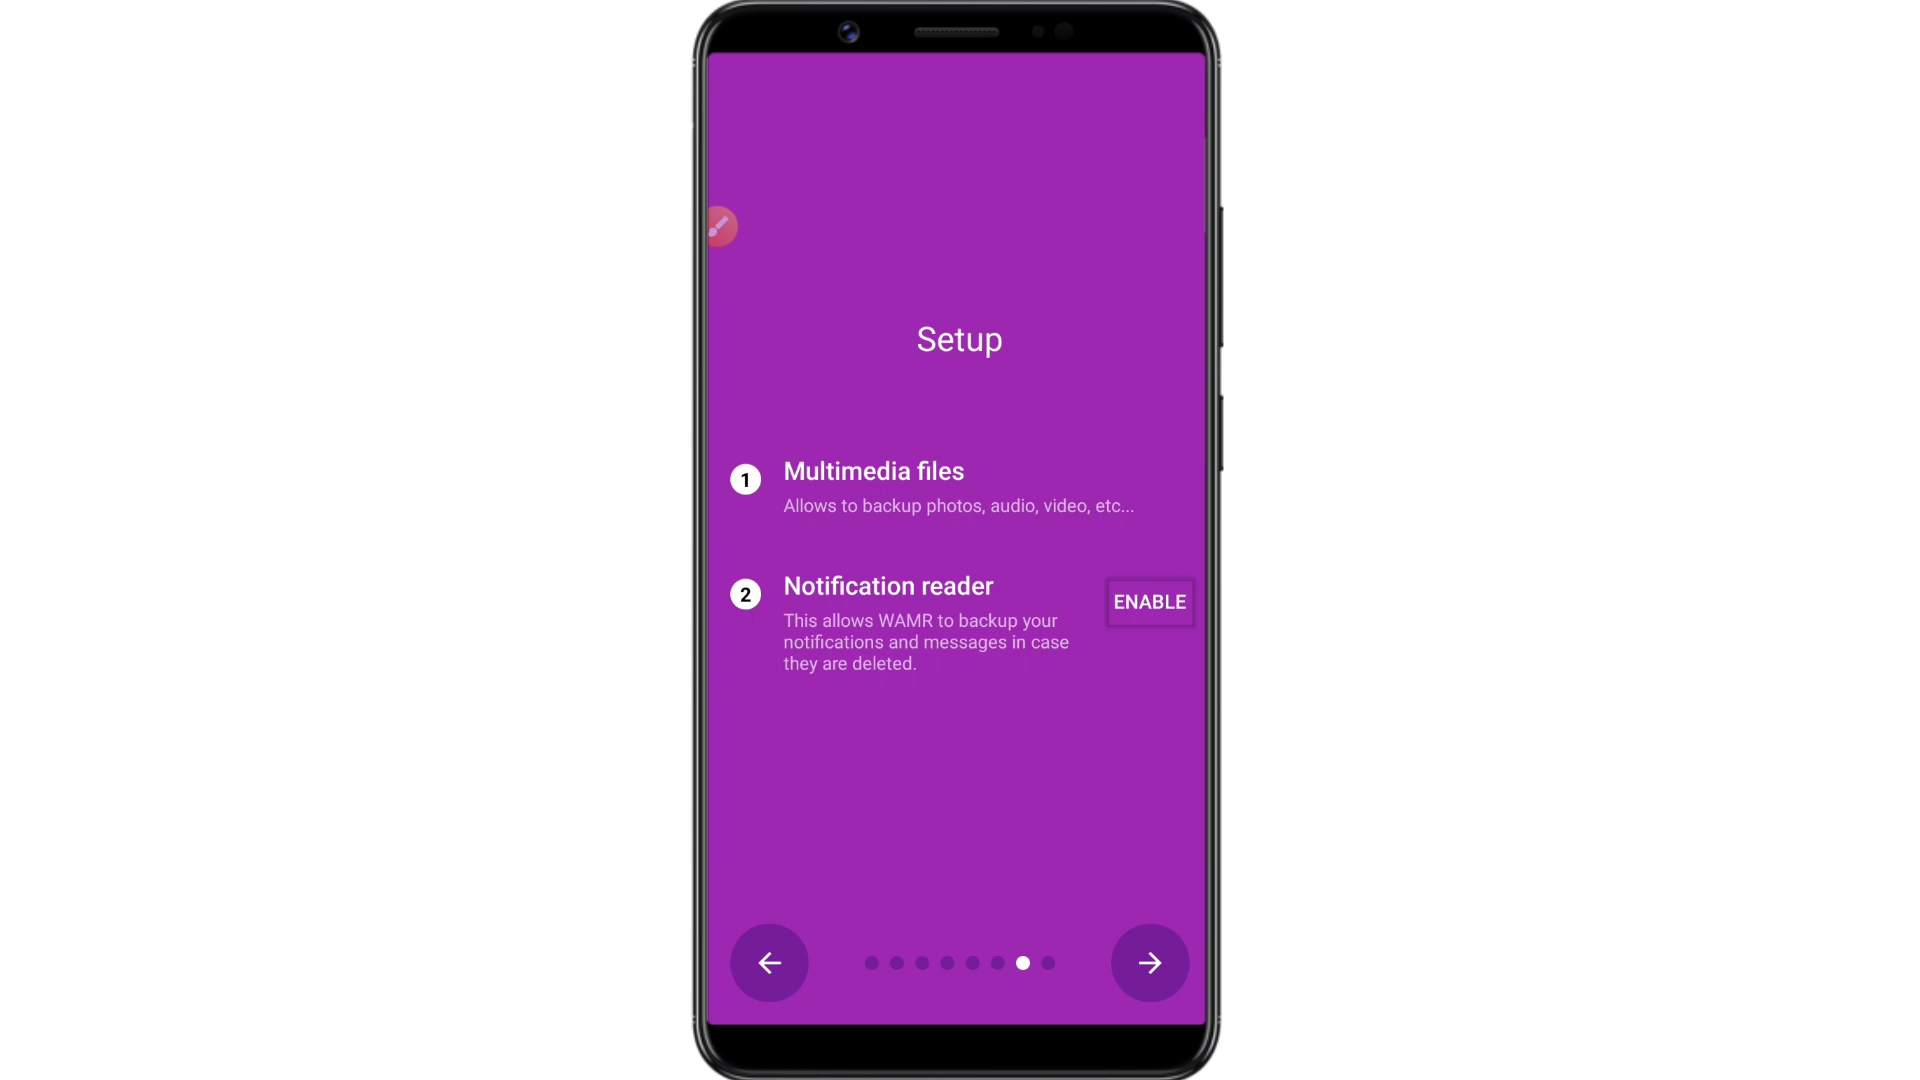 Setup
1
Multimedia files
Allows to backup photos, audio, video, etc...
2
Notification reader
ENABLE
This allows WAMR to backup your
notifications and messages in case
they are deleted.